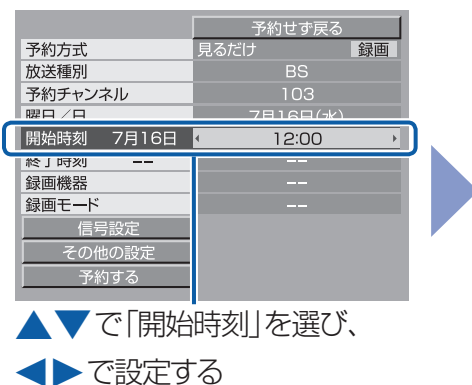 予約せず戻る
予約方式 見るだけ 録画
放送種別 BS
予約チャンネル 103
曜日／日 7月16日(水)
開始時刻 7月16日 12:00
終了時刻 -- --
録画機器 --
録画モード --
信号設定
その他の設定
予約する
▲▼で「開始時刻」を選び、
◀▶で設定する